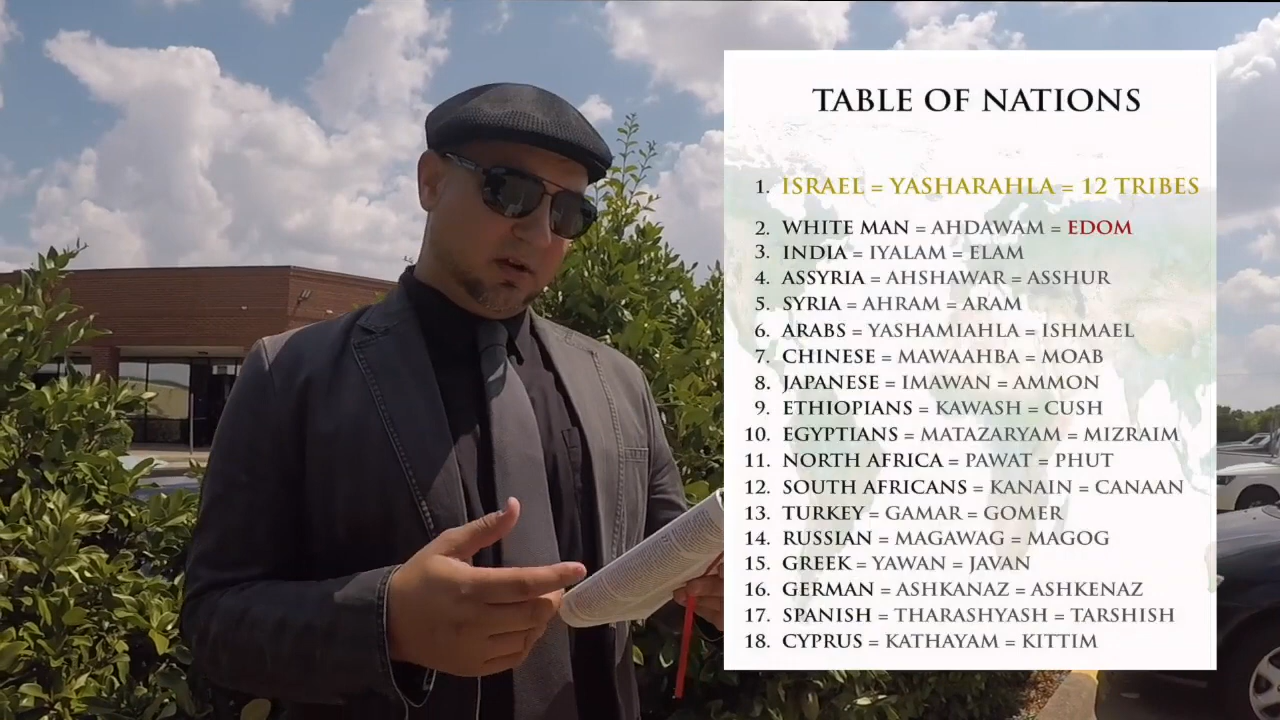 TABLE OF NATIONS
1. ISRAEL = YASHARAHLA = 12 TRIBES
2. WHITE MAN = AHDAWAM = EDOM
3. INDIA = IYALAM = ELAM
4. ASSYRIA = AHSHAWAR = ASSHUR
5. SYRIA = AHRAM = ARAM
6. ARABS = YASHAMIAHLA = ISHMAEL
7. CHINESE = MAWAAHBA = MOAB
8. JAPANESE = IMAWAN = AMMON
9. ETHIOPIANS = KAWASH = CUSH
10. EGYPTIANS = MATAZARYAM = MIZRAIM
11. NORTH AFRICA = PAWAT = PHUT
12. SOUTH AFRICANS = KANAIN = CANAAN
13. TURKEY = GAMAR = GOMER
14. RUSSIAN = MAGAWAG = MAGOG
15. GREEK = YAWAN = JAVAN
16. GERMAN = ASHKANAZ = ASHKENAZ
17. SPANISH = THARASHYASH = TARSHISH
18. CYPRUS = KATHAYAM = KITTIM